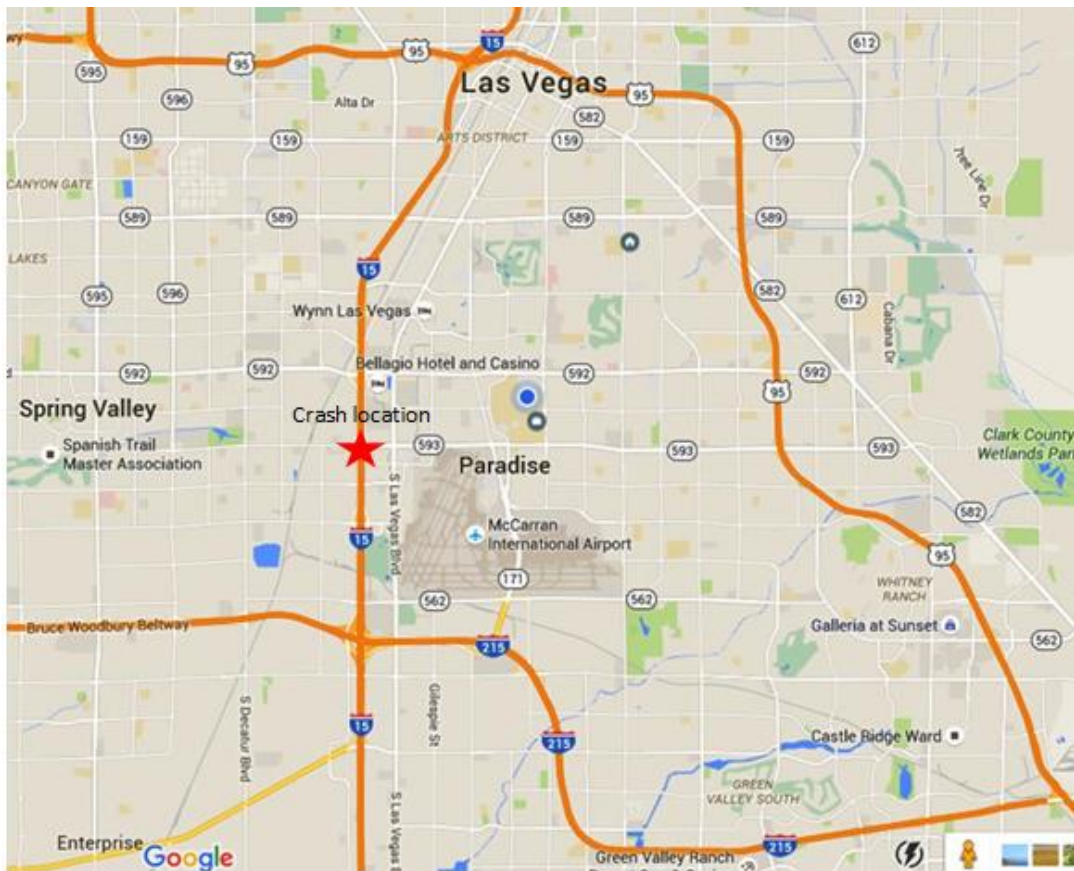 15
95
95
595
Las Vegas
95
612
596
Alta Dr
582
159
159
ARTS DISTRICT
159
159
CANYON GATE
589
589
589
589
LAKES
15
595
596
582
612
Wynn Las Vegas
Cabana Dr
Bellagio Hotel and Casino
592
592
592
592
95
Spring Valley
Crash location
Spanish Trail
Master Association
593
593
593
Paradise
Clark County
Wetlands Park
S Las Vegas Blvd
15
McCarran
International Airport
582
95
171
WHITNEY
RANCH
562
562
Bruce Woodbury Beltway
Galleria at Sunset
562
215
S Decatur Blvd
Gilespie St
15
215
Castle Ridge Ward
GREEN
VALLEY SOUTH
S Las Vegas B
Enterprise
Google
215
Green Valley Ranch